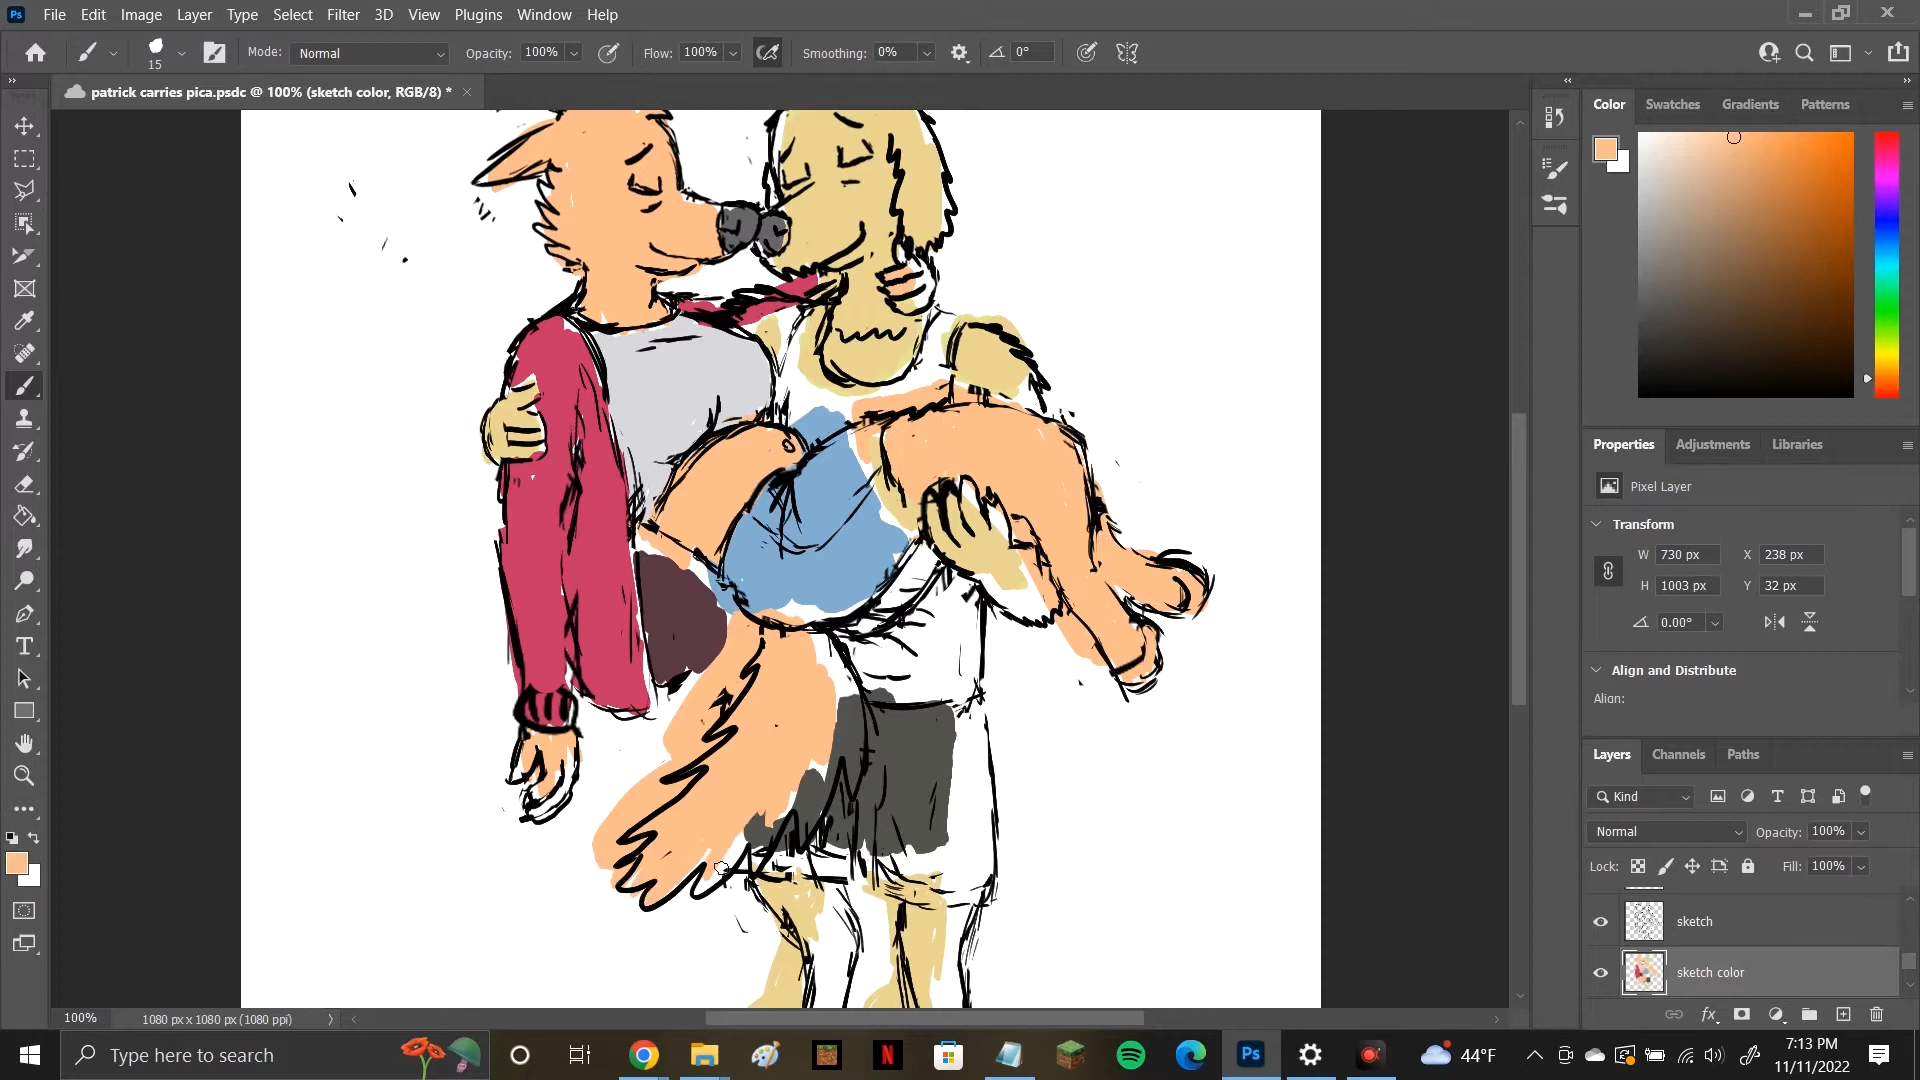 Ps File Edit Image Layer Type Select Filter 3D View Plugins Window Help
15 Mode: Normal Opacity: 100% Flow: 100% Smoothing: 0% 0°
patrick carries pica.psdc @ 100% (sketch color, RGB/8) *
Color Swatches Gradients Patterns
Properties Adjustments Libraries
Pixel Layer
Transform
W 730 px X 238 px
H 1003 px Y 32 px
0.00°
Align and Distribute
Align:
Layers Channels Paths
Kind
Normal Opacity: 100%
Lock: Fill: 100%
sketch
sketch color
100% 1080 px x 1080 px (1080 ppi)
Type here to search
Ps
44°F
7:13 PM
11/11/2022